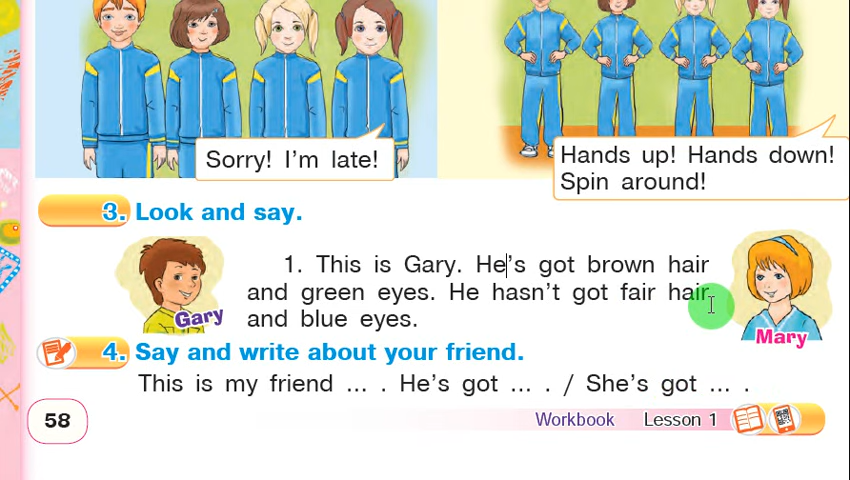 Sorry! I'm late!
Hands up! Hands down!
Spin around!
3. Look and say.
1. This is Gary. He's got brown hair
and green eyes. He hasn't got fair hair
and blue eyes.
Gary
Mary
4. Say and write about your friend.
This is my friend ... . He's got ... . / She's got ... .
58
Workbook Lesson 1